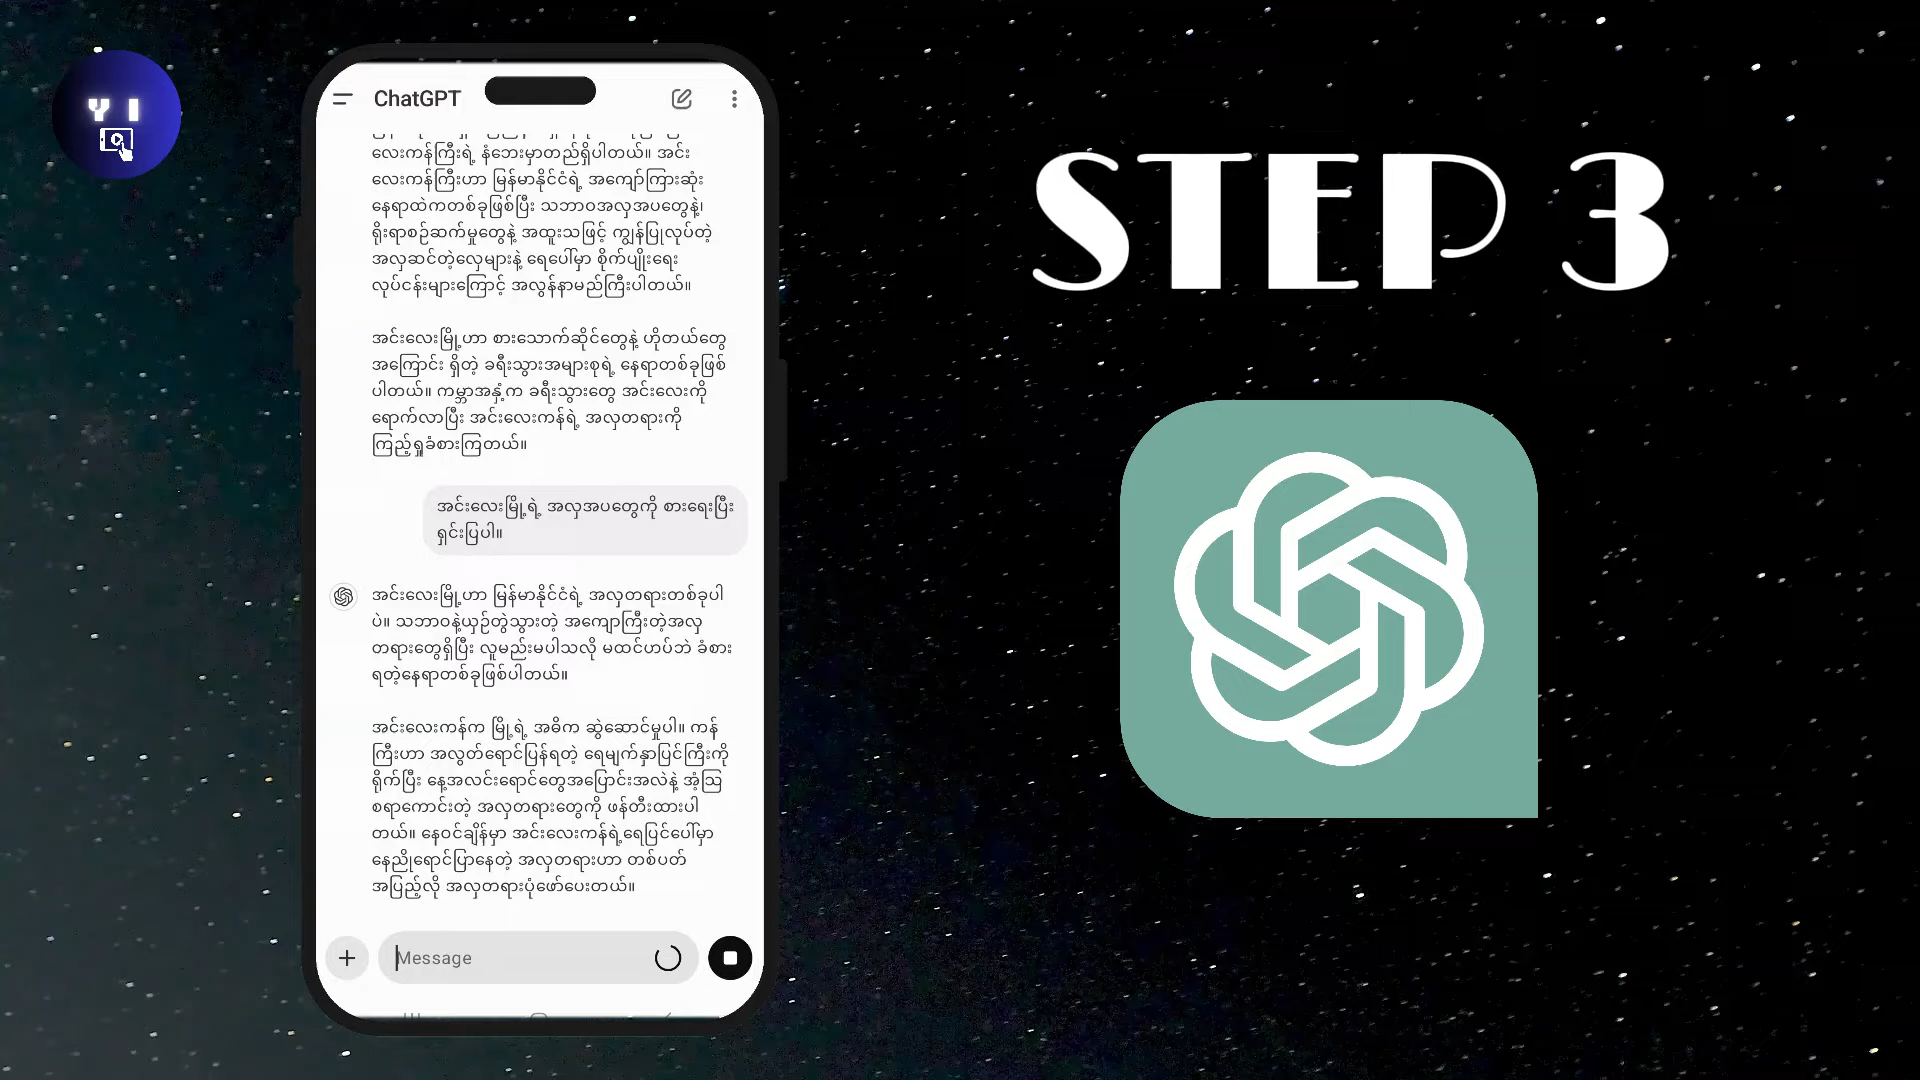 Y I
ChatGPT
လေးကန်ကြီးရဲ့ နံဘေးမှာတည်ရှိပါတယ်။ အင်း
လေးကန်ကြီးဟာ မြန်မာနိုင်ငံရဲ့ အကျော်ကြားဆုံး
နေရာထဲကတစ်ခုဖြစ်ပြီး သဘာဝအလှအပတွေနဲ့၊
ရိုးရာစဉ်ဆက်မှုတွေနဲ့ အထူးသဖြင့် ကျွန်ပြုလုပ်တဲ့
အလှဆင်တဲ့လှေများနဲ့ ရေပေါ်မှာ စိုက်ပျိုးရေး
လုပ်ငန်းများကြောင့် အလွန်နာမည်ကြီးပါတယ်။
အင်းလေးမြို့ဟာ စားသောက်ဆိုင်တွေနဲ့ ဟိုတယ်တွေ
အကြောင်း ရှိတဲ့ ခရီးသွားအများစုရဲ့ နေရာတစ်ခုဖြစ်
ပါတယ်။ ကမ္ဘာအနှံ့က ခရီးသွားတွေ အင်းလေးကို
ရောက်လာပြီး အင်းလေးကန်ရဲ့ အလှတရားကို
ကြည့်ရှုခံစားကြတယ်။
အင်းလေးမြို့ရဲ့ အလှအပတွေကို စားရေးပြီး
ရှင်းပြပါ။
အင်းလေးမြို့ဟာ မြန်မာနိုင်ငံရဲ့ အလှတရားတစ်ခုပါ
ပဲ။ သဘာဝနဲ့ယှဉ်တွဲသွားတဲ့ အကျောကြီးတဲ့အလှ
တရားတွေရှိပြီး လူမည်းမပါသလို မထင်ဟပ်ဘဲ ခံစား
ရတဲ့နေရာတစ်ခုဖြစ်ပါတယ်။
အင်းလေးကန်က မြို့ရဲ့ အဓိက ဆွဲဆောင်မှုပါ။ ကန်
ကြီးဟာ အလွတ်ရောင်ပြန်ရတဲ့ ရေမျက်နှာပြင်ကြီးကို
ရိုက်ပြီး နေ့အလင်းရောင်တွေအပြောင်းအလဲနဲ့ အံ့ဩ
စရာကောင်းတဲ့ အလှတရားတွေကို ဖန်တီးထားပါ
တယ်။ နေဝင်ချိန်မှာ အင်းလေးကန်ရဲ့ရေပြင်ပေါ်မှာ
နေညိုရောင်ပြာနေတဲ့ အလှတရားဟာ တစ်ပတ်
အပြည့်လို အလှတရားပုံဖော်ပေးတယ်။
Message
STEP 3